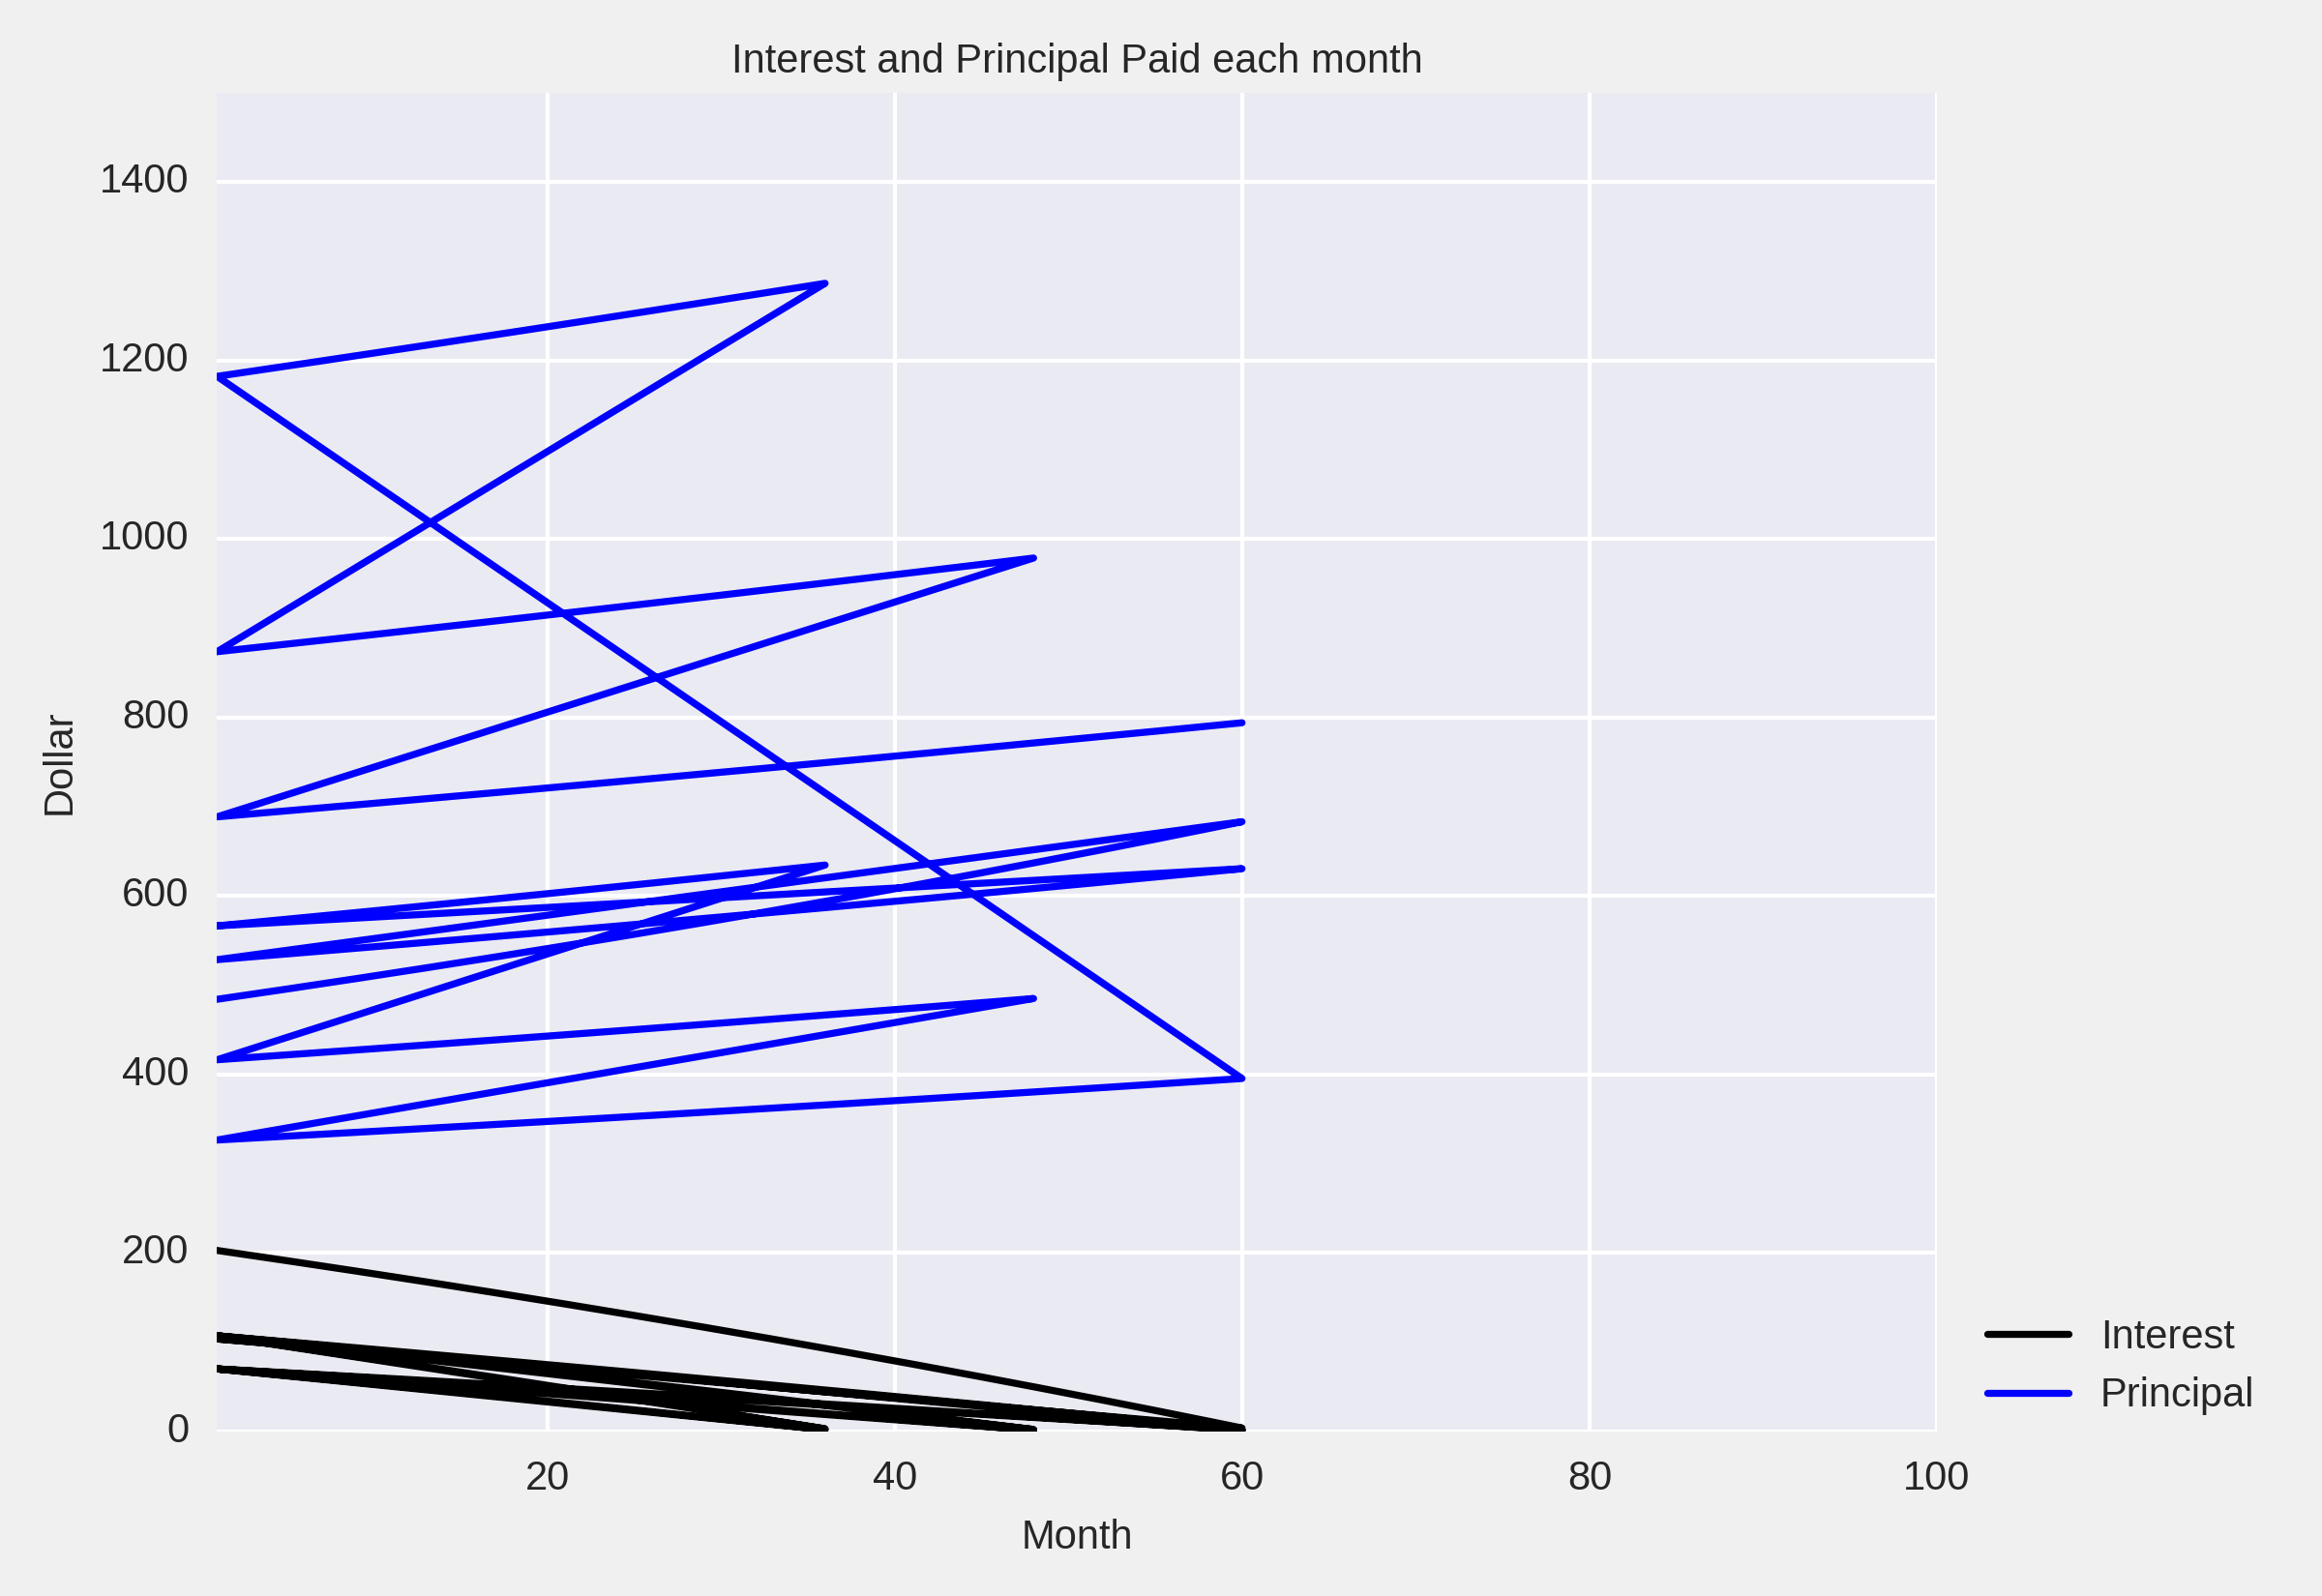 Interest and Principal Paid each month
1400
1200
1000
800
600
400
200
0
Dollar
20 40 60 80 100
Month
Interest
Principal